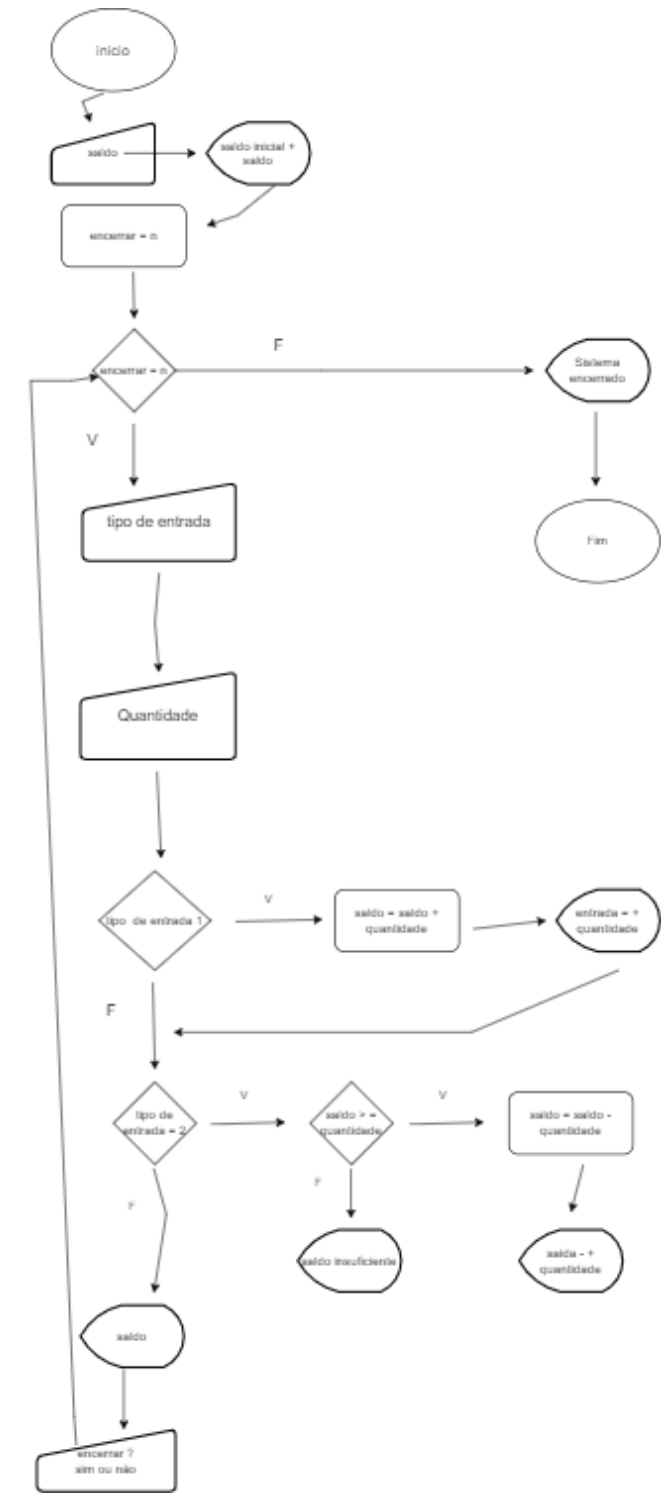 inicio
saldo
saldo inicial +
saldo
encerrar = n
encerrar = n
F
Sistema
encerrado
V
tipo de entrada
Fim
Quantidade
tipo de entrada 1
V
saldo = saldo +
quantidade
entrada = +
quantidade
F
tipo de
entrada = 2
V
saldo > =
quantidade
V
saldo = saldo -
quantidade
F
F
saldo insuficiente
saida - +
quantidade
saldo
encerrar ?
sim ou não